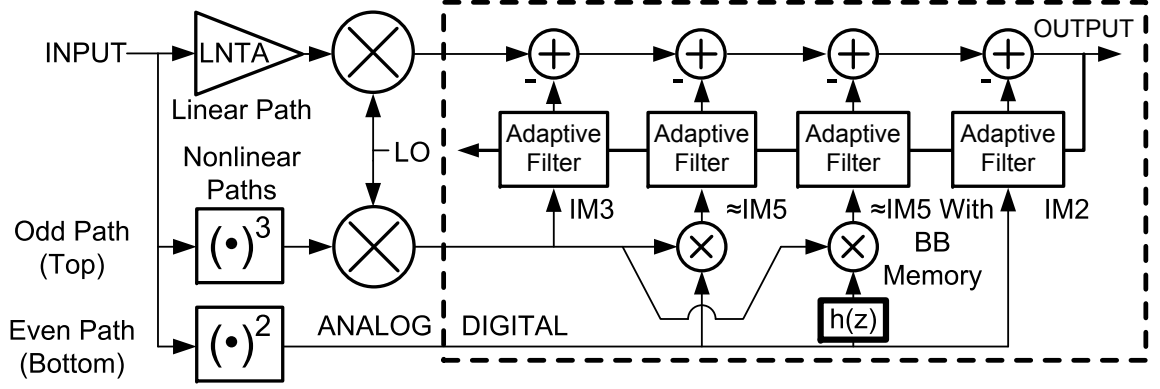 INPUT
LNTA
Linear Path
OUTPUT
+
+
+
+
-
-
-
-
Adaptive
Filter
Adaptive
Filter
Adaptive
Filter
Adaptive
Filter
LO
Nonlinear
Paths
IM3
≈IM5
≈IM5 With
BB
Memory
IM2
Odd Path
(Top)
(•)³
Even Path
(Bottom)
(•)²
ANALOG
DIGITAL
h(z)